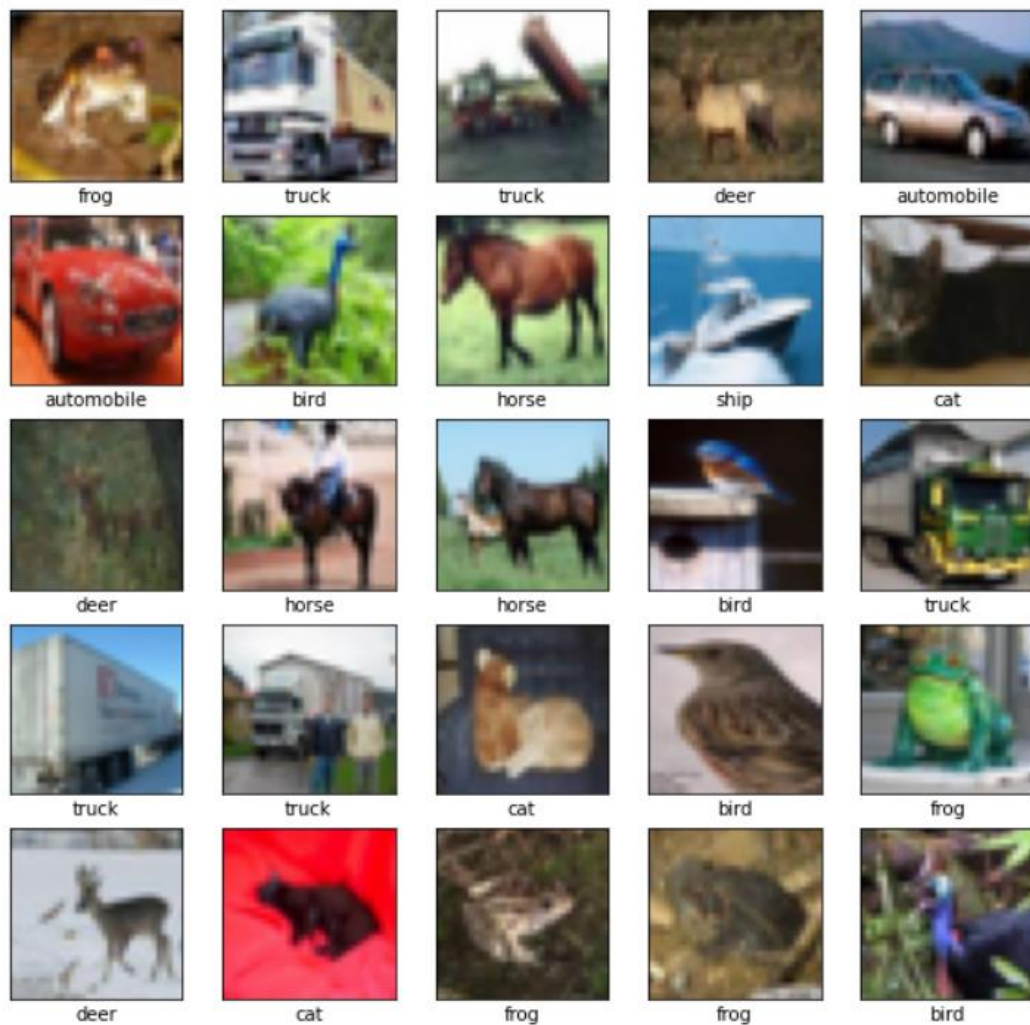 frog truck truck deer automobile
automobile bird horse ship cat
deer horse horse bird truck
truck truck cat bird frog
deer cat frog frog bird